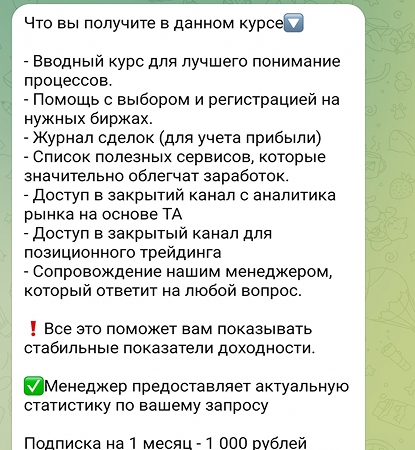 Что вы получите в данном курсе🔽
- Вводный курс для лучшего понимание
процессов.
- Помощь с выбором и регистрацией на
нужных биржах.
- Журнал сделок (для учета прибыли)
- Список полезных сервисов, которые
значительно облегчат заработок.
- Доступ в закритий канал с аналитика
рынка на основе ТА
- Доступ в закрытый канал для
позиционного трейдинга
- Сопровождение нашим менеджером,
который ответит на любой вопрос.
❗Все это поможет вам показывать
стабильные показатели доходности.
✅Менеджер предоставляет актуальную
статистику по вашему запросу
Подписка на 1 месяц - 1 000 рублей